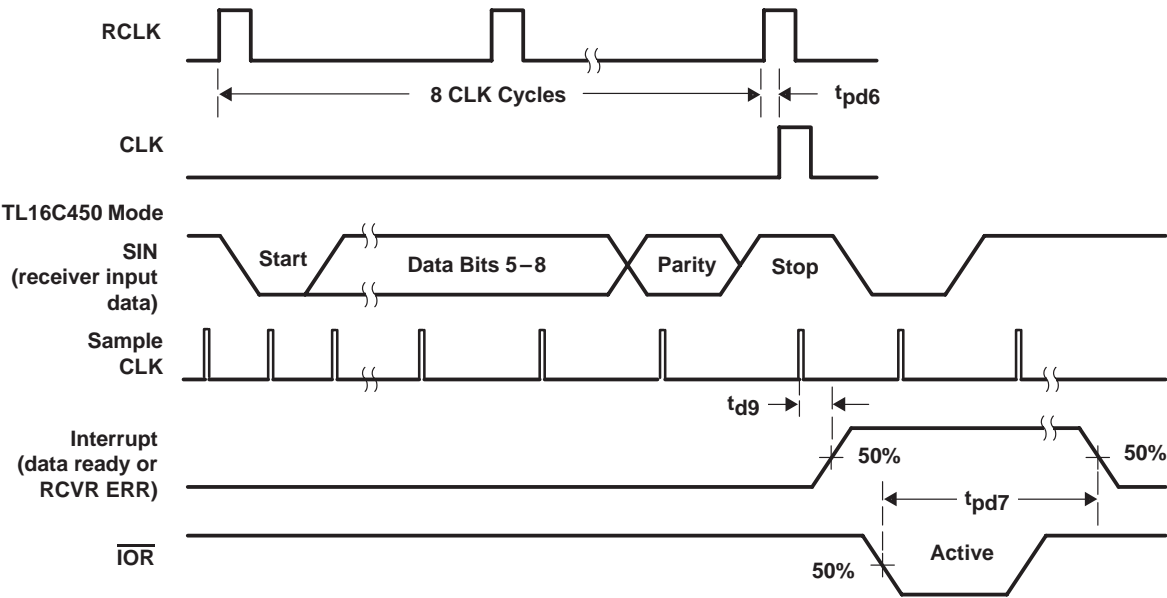 RCLK
8 CLK Cycles
tpd6
CLK
TL16C450 Mode
SIN
(receiver input
data)
Start
Data Bits 5–8
Parity
Stop
Sample
CLK
td9
Interrupt
(data ready or
RCVR ERR)
50%
50%
tpd7
IOR
50%
Active